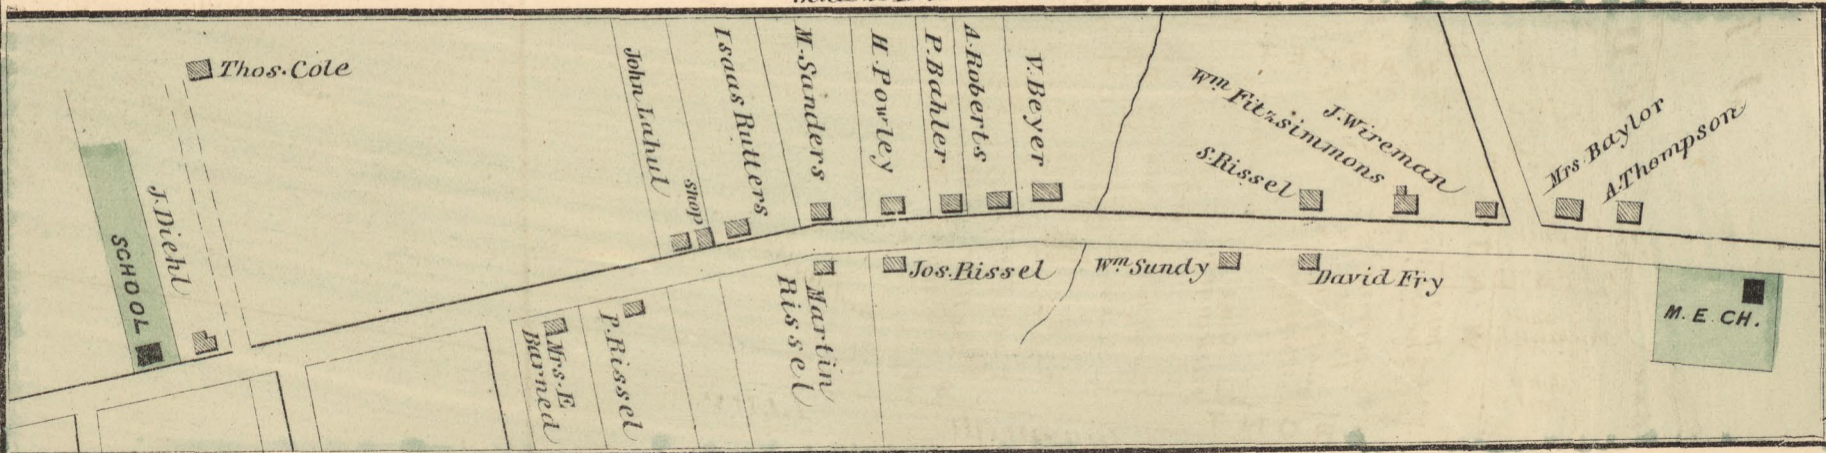 Thos. Cole
John Lahul
Shop
Isaas Rutters
M. Sanders
H. Powley
P. Bahler
A. Roberts
V. Beyer
Wm Fitzsimmons
J. Wireman
S. Rissel
Mrs. Baylor
A. Thompson
J. Diehl
SCHOOL
Mrs. E
Barned
P. Rissel
Martin
Rissel
Jos. Rissel
Wm. Sundy
David Fry
M. E. CH.